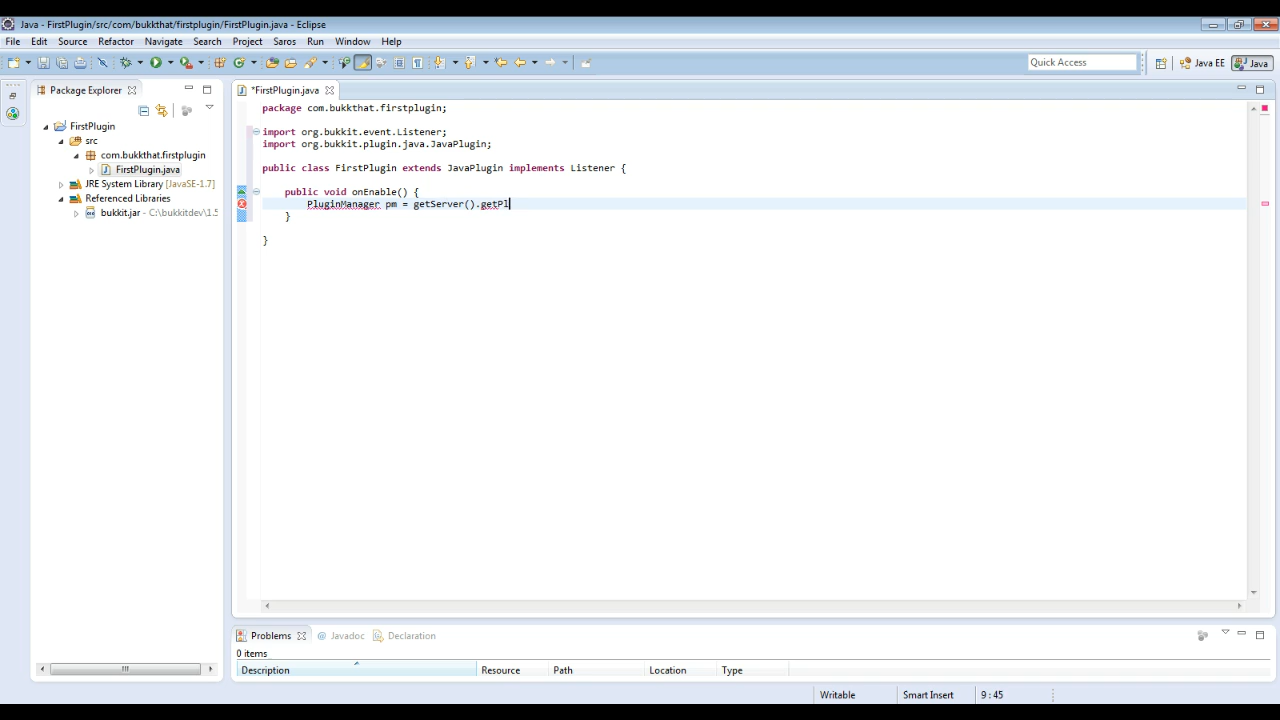 Java - FirstPlugin/src/com/bukkthat/firstplugin/FirstPlugin.java - Eclipse
File Edit Source Refactor Navigate Search Project Saros Run Window Help
Quick Access
Java EE
Java
Package Explorer
FirstPlugin
src
com.bukkthat.firstplugin
FirstPlugin.java
JRE System Library [JavaSE-1.7]
Referenced Libraries
bukkit.jar - C:\bukkitdev\1.5
*FirstPlugin.java
package com.bukkthat.firstplugin;
import org.bukkit.event.Listener;
import org.bukkit.plugin.java.JavaPlugin;
public class FirstPlugin extends JavaPlugin implements Listener {
public void onEnable() {
PluginManager pm = getServer().getPl
}
}
Problems Javadoc Declaration
0 items
Description Resource Path Location Type
Writable Smart Insert 9 : 45